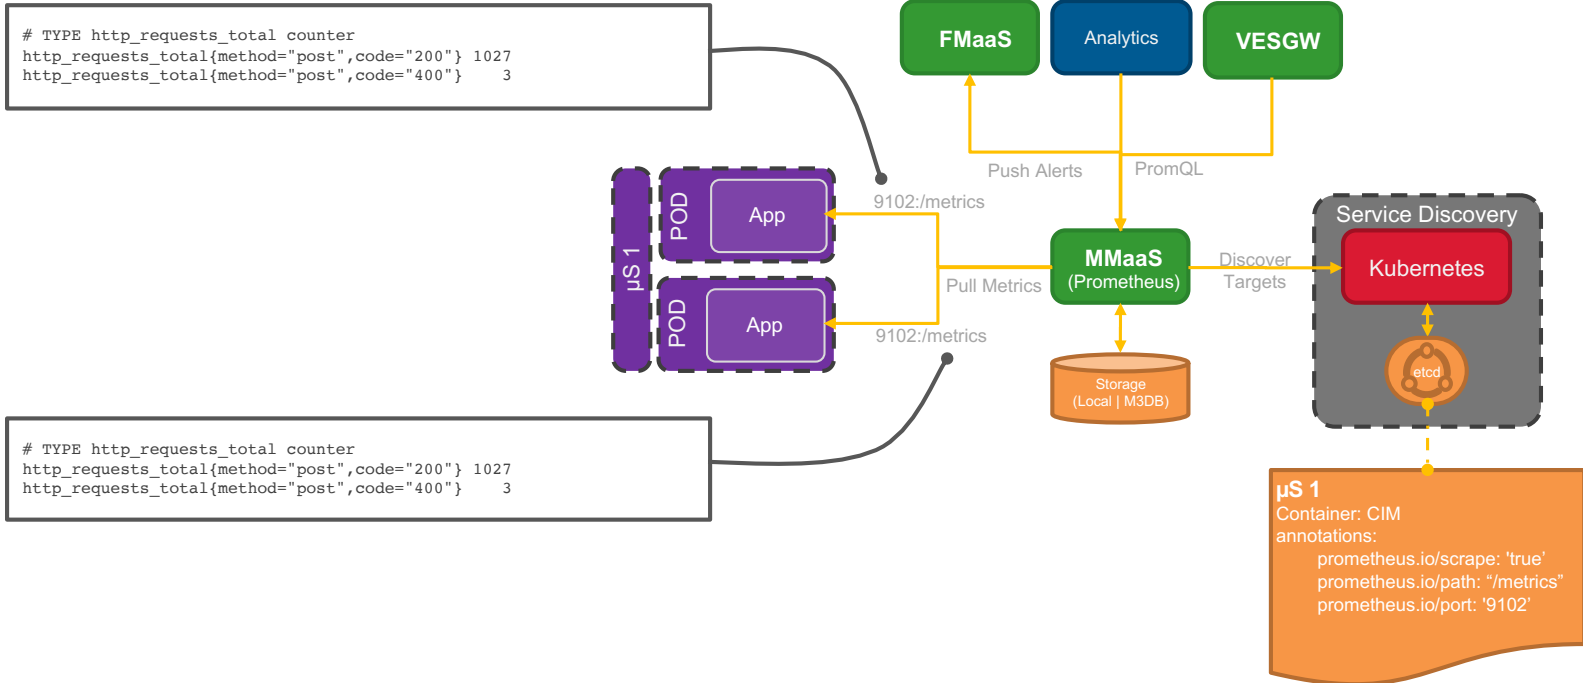 # TYPE http_requests_total counter
http_requests_total{method="post",code="200"} 1027
http_requests_total{method="post",code="400"}    3
FMaaS
Analytics
VESGW
Push Alerts
PromQL
µS 1
POD
App
9102:/metrics
POD
App
9102:/metrics
Pull Metrics
MMaaS
(Prometheus)
Discover
Targets
Service Discovery
Kubernetes
etcd
Storage
(Local | M3DB)
# TYPE http_requests_total counter
http_requests_total{method="post",code="200"} 1027
http_requests_total{method="post",code="400"}    3
µS 1
Container: CIM
annotations:
prometheus.io/scrape: 'true’
prometheus.io/path: “/metrics”
prometheus.io/port: '9102’